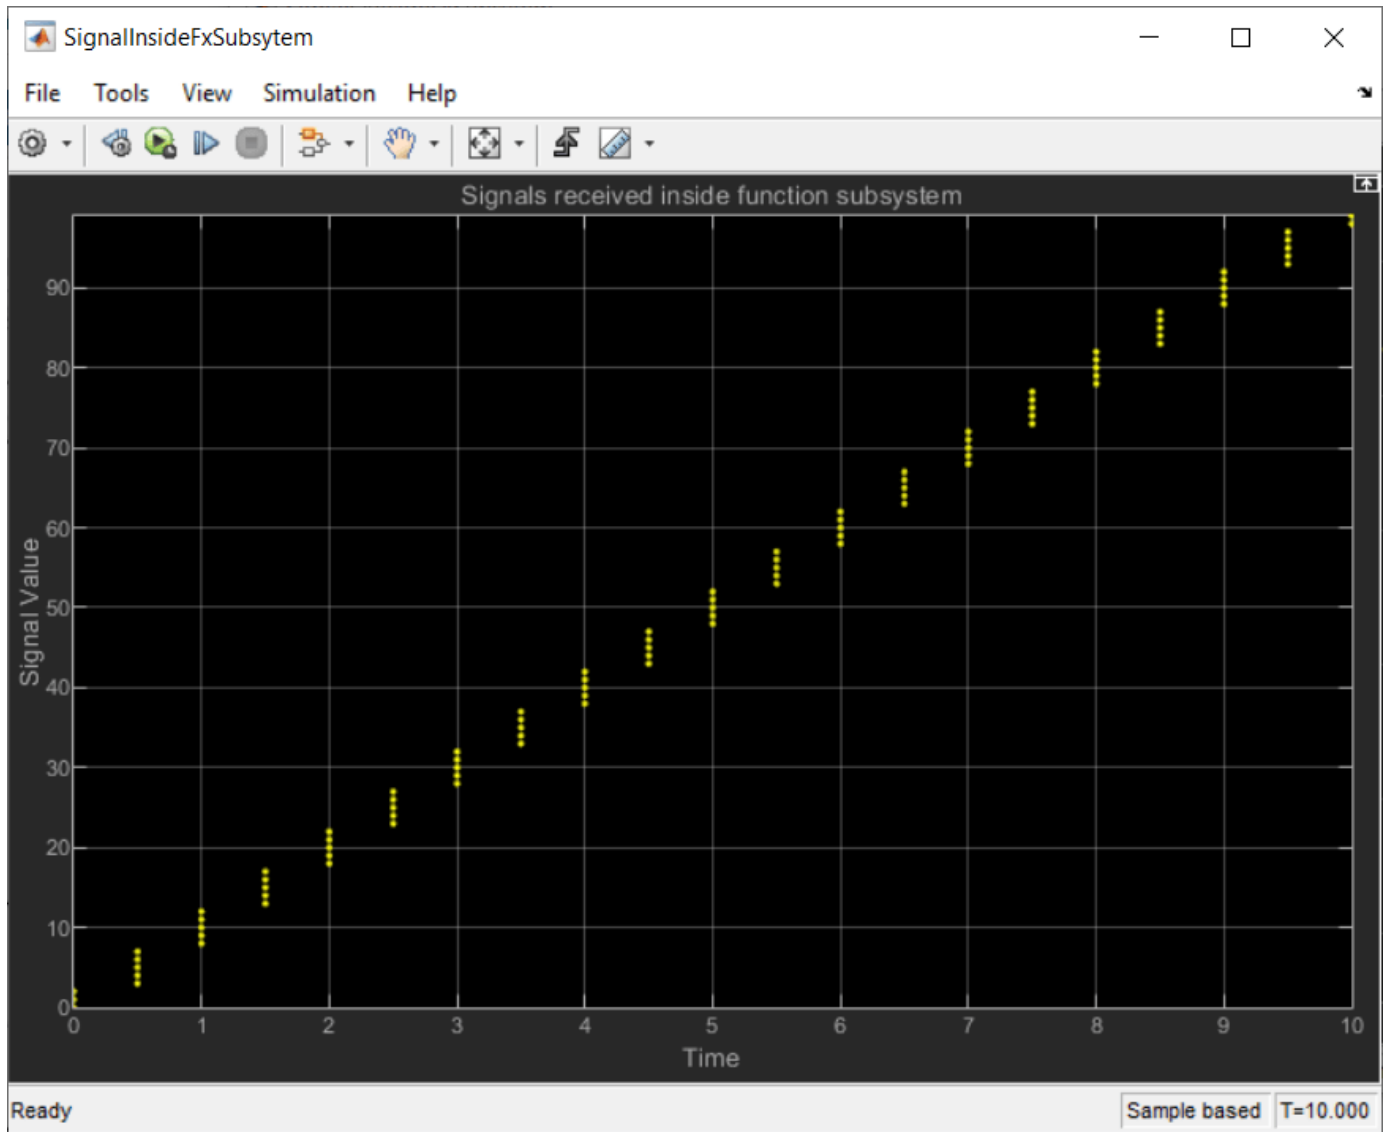 SignalInsideFxSubsytem
File Tools View Simulation Help
Signals received inside function subsystem
90
80
70
60
50
40
30
20
10
0
Signal Value
0 1 2 3 4 5 6 7 8 9 10
Time
Ready Sample based T=10.000